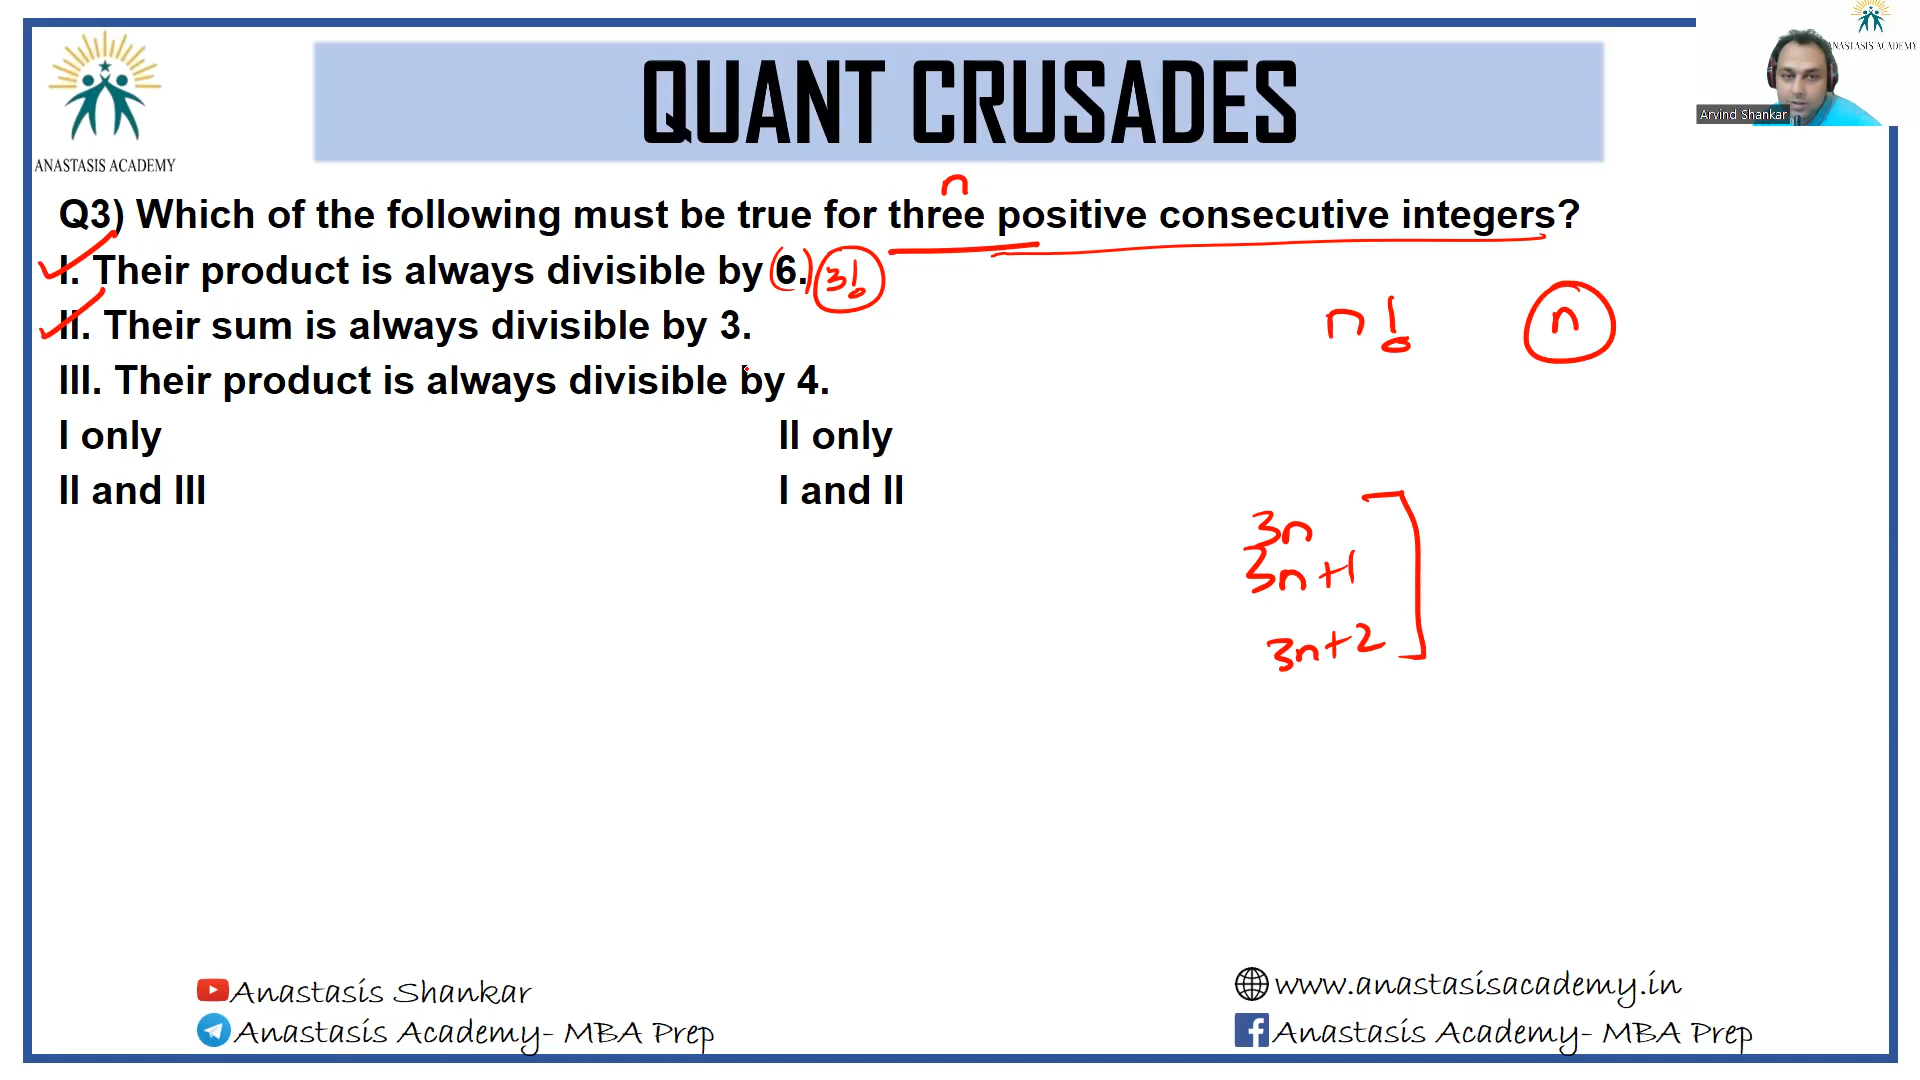 ANASTASIS ACADEMY
QUANT CRUSADES
ANASTASIS ACADEMY
Arvind Shankar
n
Q3) Which of the following must be true for three positive consecutive integers?
I. Their product is always divisible by (6.) 3!
II. Their sum is always divisible by 3.
n! n
III. Their product is always divisible by 4.
I only II only
II and III I and II
3n
3n+1
3n+2
Anastasis Shankar
Anastasis Academy- MBA Prep
www.anastasisacademy.in
Anastasis Academy- MBA Prep